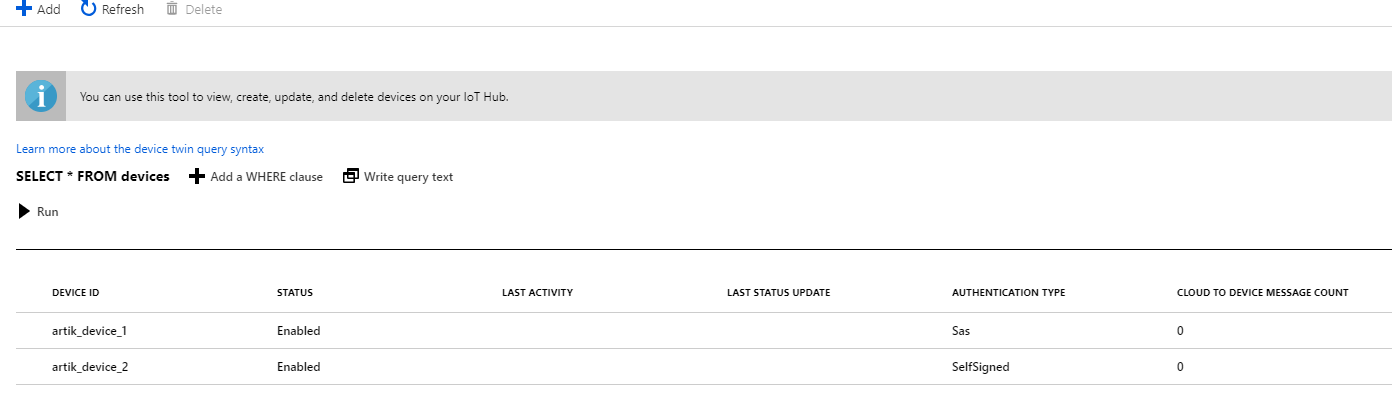 Add Refresh Delete
You can use this tool to view, create, update, and delete devices on your IoT Hub.
Learn more about the device twin query syntax
SELECT * FROM devices Add a WHERE clause Write query text
Run
DEVICE ID STATUS LAST ACTIVITY LAST STATUS UPDATE AUTHENTICATION TYPE CLOUD TO DEVICE MESSAGE COUNT
artik_device_1 Enabled Sas 0
artik_device_2 Enabled SelfSigned 0